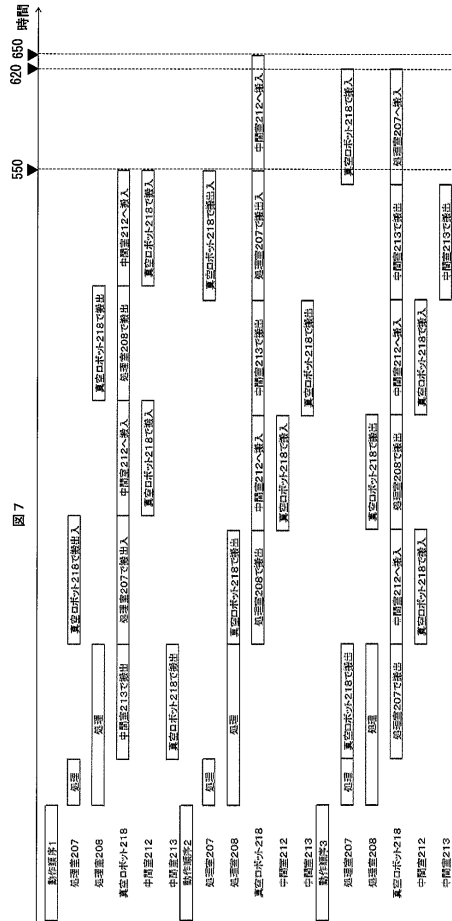 図7
時間
550 620 650
動作順序1
処理室207
処理
真空ロボット218で搬出入
処理室208
処理
真空ロボット218で搬出
真空ロボット218
中間室213で搬出
処理室207で搬出入
中間室212へ搬入
処理室208で搬出
中間室212へ搬入
中間室212
真空ロボット218で搬入
真空ロボット218で搬入
中間室213
真空ロボット218で搬出
動作順序2
処理室207
処理
真空ロボット218で搬出入
処理室208
処理
真空ロボット218で搬出
真空ロボット218
処理室208で搬出
中間室212へ搬入
中間室213で搬出
処理室207で搬出入
中間室212へ搬入
中間室212
真空ロボット218で搬入
中間室213
真空ロボット218で搬出
動作順序3
処理室207
処理
真空ロボット218で搬出
真空ロボット218で搬入
処理室208
処理
真空ロボット218で搬出
真空ロボット218
処理室207で搬出
中間室212へ搬入
処理室208で搬出
中間室212へ搬入
中間室213で搬出
処理室207へ搬入
中間室212
真空ロボット218で搬入
真空ロボット218で搬入
中間室213
中間室213で搬出